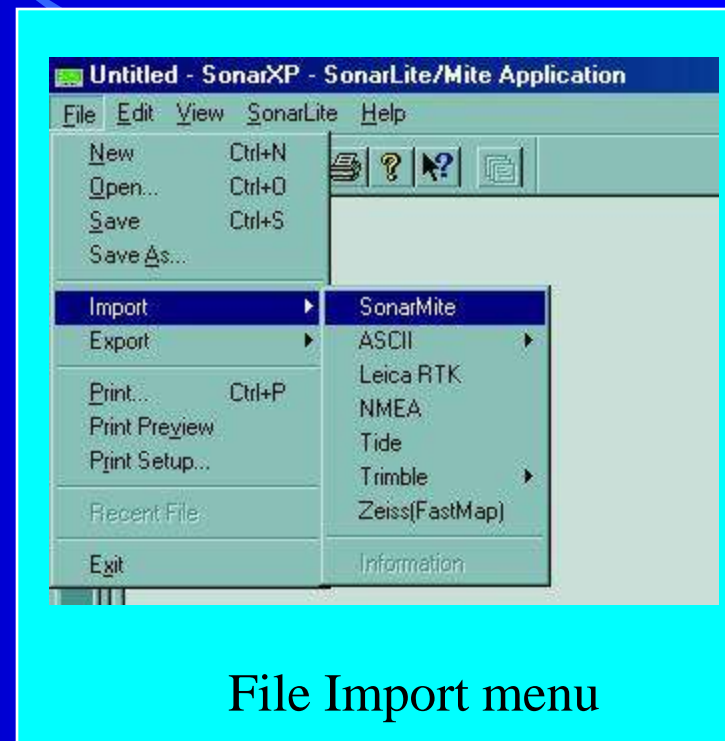 Untitled - SonarXP - SonarLite/Mite Application
File Edit View SonarLite Help
New Ctrl+N
Open... Ctrl+O
Save Ctrl+S
Save As...
Import
Export
Print... Ctrl+P
Print Preview
Print Setup...
Recent File
Exit
SonarMite
ASCII
Leica RTK
NMEA
Tide
Trimble
Zeiss(FastMap)
Information
File Import menu